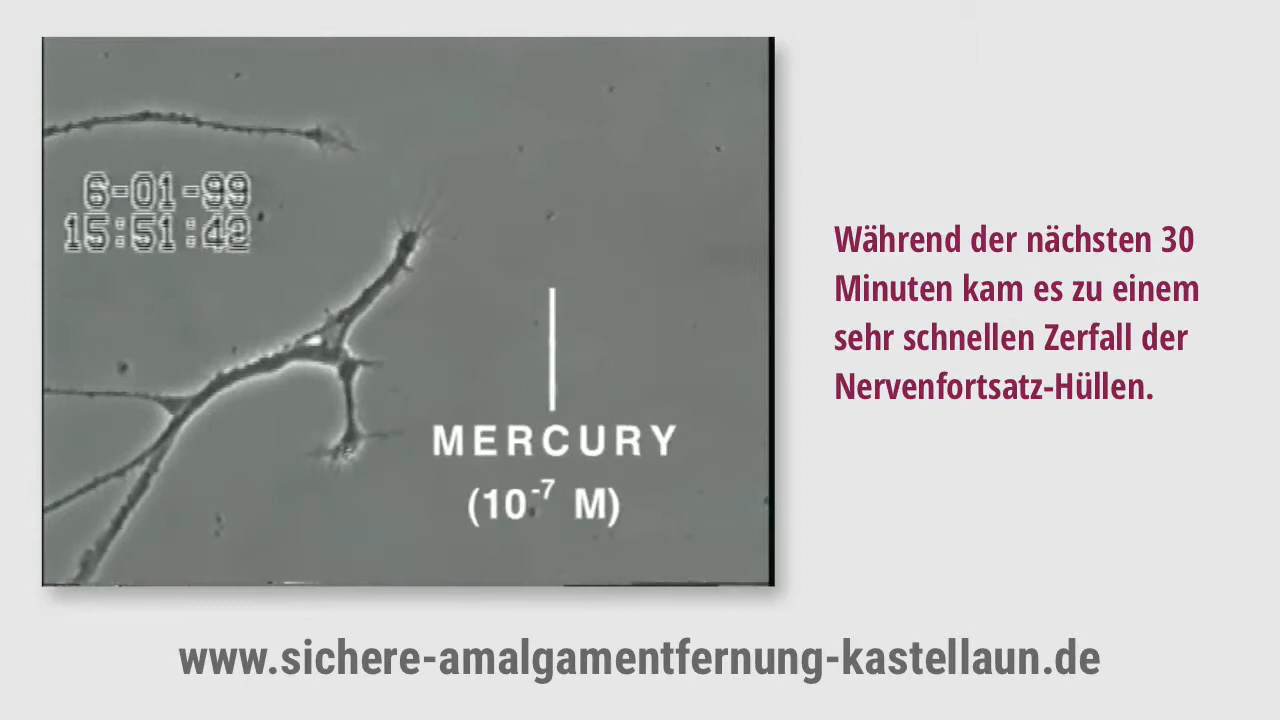 6-01-99
15:51:42
MERCURY
(10⁻⁷ M)
Während der nächsten 30
Minuten kam es zu einem
sehr schnellen Zerfall der
Nervenfortsatz-Hüllen.
www.sichere-amalgamentfernung-kastellaun.de